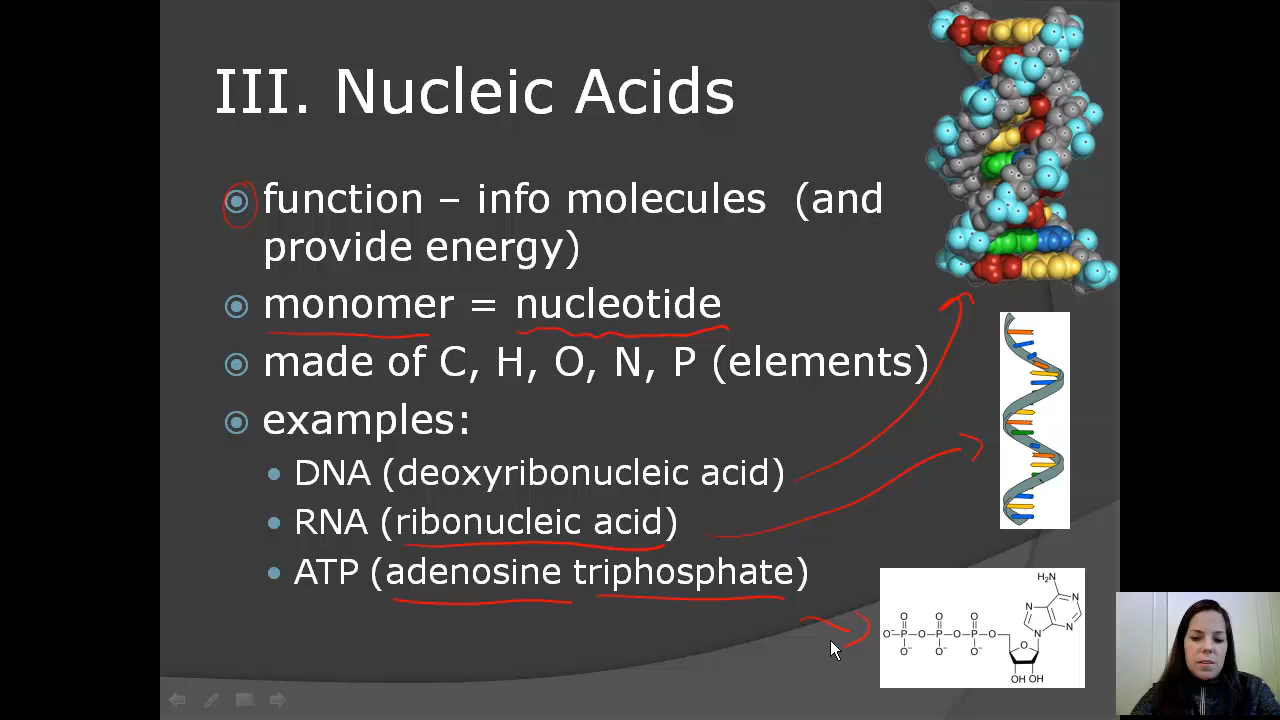 III. Nucleic Acids
function – info molecules (and
provide energy)
monomer = nucleotide
made of C, H, O, N, P (elements)
examples:
DNA (deoxyribonucleic acid)
RNA (ribonucleic acid)
ATP (adenosine triphosphate)
H₂N
N N
N N
O O O
O⁻ P O P O P O
O⁻ O⁻ O⁻
O
OH OH